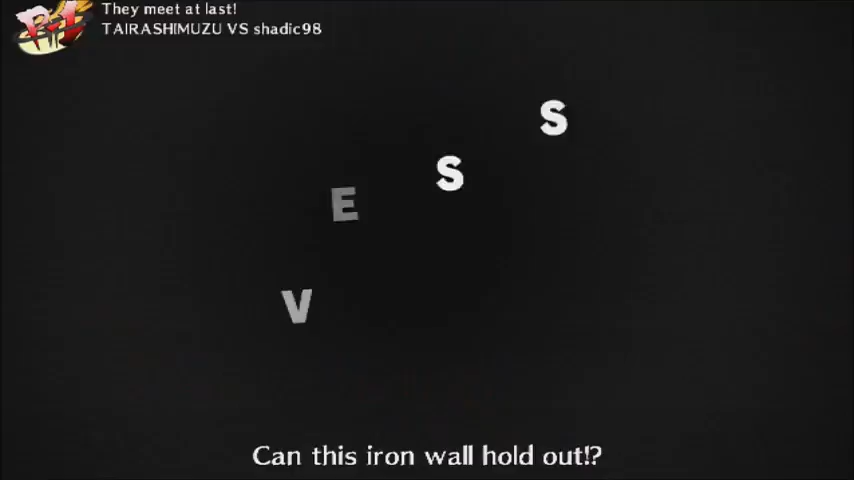 They meet at last!
TAIRASHIMUZU VS shadic98
S
S
E
V
Can this iron wall hold out!?